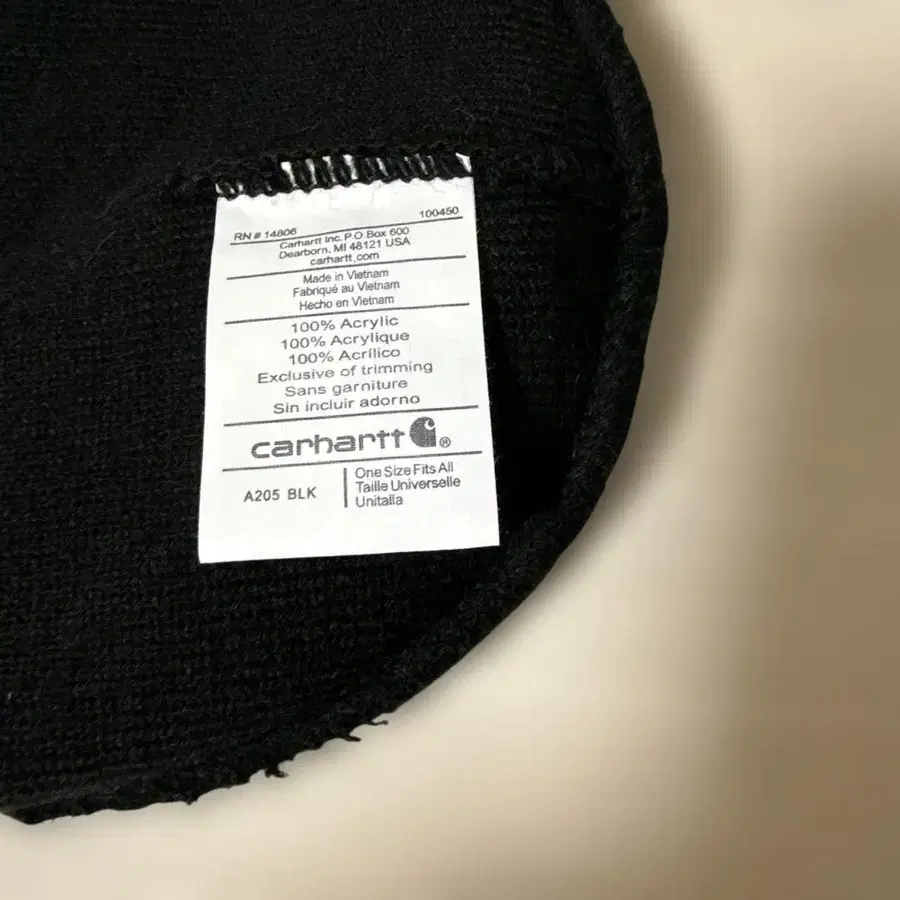 RN # 14806 100450
Carhartt Inc. P.O Box 600
Dearborn, MI 48121 USA
carhartt.com
Made in Vietnam
Fabriqué au Vietnam
Hecho en Vietnam
100% Acrylic
100% Acrylique
100% Acrílico
Exclusive of trimming
Sans garniture
Sin incluir adorno
carhartt ®
A205 BLK
One Size Fits All
Taille Universelle
Unitalla